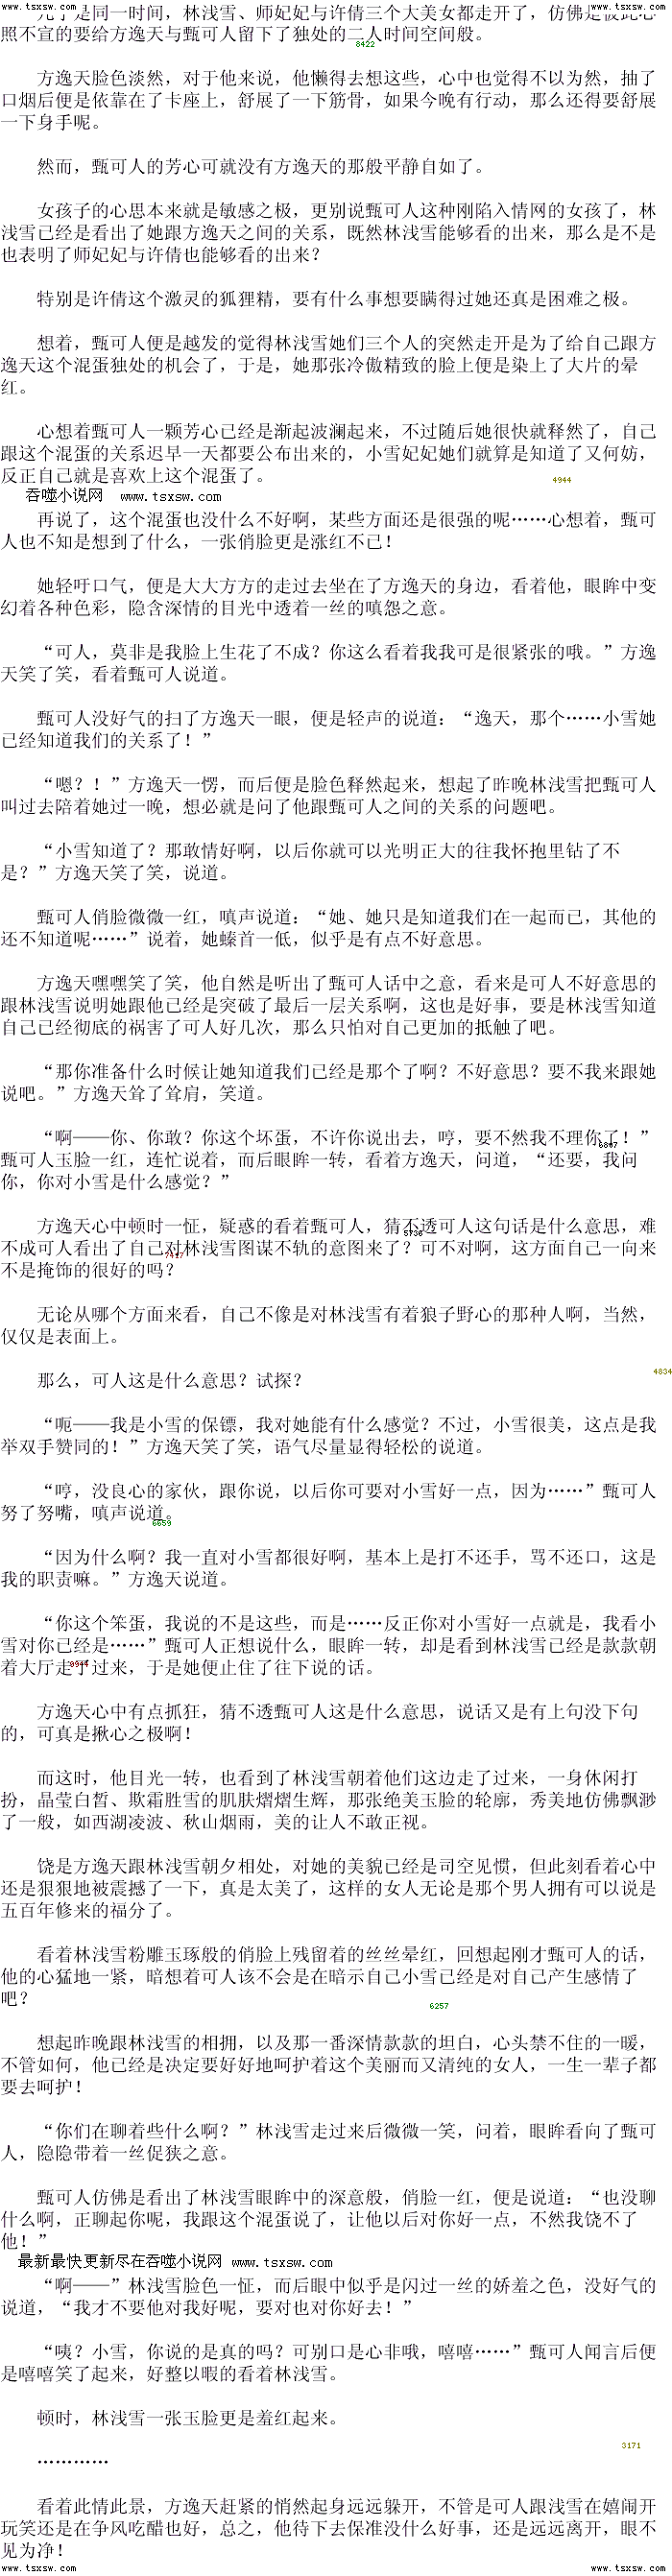 www.tsxsw.com www.tsxsw.com
是同一时间，林浅雪、师妃妃与许倩三个大美女都走开了，仿佛是彼此心
照不宣的要给方逸天与甄可人留下了独处的二人时间空间般。
8422
方逸天脸色淡然，对于他来说，他懒得去想这些，心中也觉得不以为然，抽了
口烟后便是依靠在了卡座上，舒展了一下筋骨，如果今晚有行动，那么还得要舒展
一下身手呢。
然而，甄可人的芳心可就没有方逸天的那般平静自如了。
女孩子的心思本来就是敏感之极，更别说甄可人这种刚陷入情网的女孩了，林
浅雪已经是看出了她跟方逸天之间的关系，既然林浅雪能够看的出来，那么是不是
也表明了师妃妃与许倩也能够看的出来？
特别是许倩这个激灵的狐狸精，要有什么事想要瞒得过她还真是困难之极。
想着，甄可人便是越发的觉得林浅雪她们三个人的突然走开是为了给自己跟方
逸天这个混蛋独处的机会了，于是，她那张冷傲精致的脸上便是染上了大片的晕
红。
心想着甄可人一颗芳心已经是渐起波澜起来，不过随后她很快就释然了，自己
跟这个混蛋的关系迟早一天都要公布出来的，小雪妃妃她们就算是知道了又何妨，
反正自己就是喜欢上这个混蛋了。
4944
吞噬小说网 www.tsxsw.com
再说了，这个混蛋也没什么不好啊，某些方面还是很强的呢……心想着，甄可
人也不知是想到了什么，一张俏脸更是涨红不已！
她轻吁口气，便是大大方方的走过去坐在了方逸天的身边，看着他，眼眸中变
幻着各种色彩，隐含深情的目光中透着一丝的嗔怨之意。
“可人，莫非是我脸上生花了不成？你这么看着我我可是很紧张的哦。”方逸
天笑了笑，看着甄可人说道。
甄可人没好气的扫了方逸天一眼，便是轻声的说道：“逸天，那个……小雪她
已经知道我们的关系了！”
“嗯？！”方逸天一愣，而后便是脸色释然起来，想起了昨晚林浅雪把甄可人
叫过去陪着她过一晚，想必就是问了他跟甄可人之间的关系的问题吧。
“小雪知道了？那敢情好啊，以后你就可以光明正大的往我怀抱里钻了不
是？”方逸天笑了笑，说道。
甄可人俏脸微微一红，嗔声说道：“她、她只是知道我们在一起而已，其他的
还不知道呢……”说着，她螓首一低，似乎是有点不好意思。
方逸天嘿嘿笑了笑，他自然是听出了甄可人话中之意，看来是可人不好意思的
跟林浅雪说明她跟他已经是突破了最后一层关系啊，这也是好事，要是林浅雪知道
自己已经彻底的祸害了可人好几次，那么只怕对自己更加的抵触了吧。
“那你准备什么时候让她知道我们已经是那个了啊？不好意思？要不我来跟她
说吧。”方逸天耸了耸肩，笑道。
“啊——你、你敢？你这个坏蛋，不许你说出去，哼，要不然我不理你了！”
甄可人玉脸一红，连忙说着，而后眼眸一转，看着方逸天，问道，“还要，我问
你，你对小雪是什么感觉？”
方逸天心中顿时一怔，疑惑的看着甄可人，猜不透可人这句话是什么意思，难
5736
不成可人看出了自己对林浅雪图谋不轨的意图来了？可不对啊，这方面自己一向来
不是掩饰的很好的吗？
无论从哪个方面来看，自己不像是对林浅雪有着狼子野心的那种人啊，当然，
仅仅是表面上。
那么，可人这是什么意思？试探？
4834
“呃——我是小雪的保镖，我对她能有什么感觉？不过，小雪很美，这点是我
举双手赞同的！”方逸天笑了笑，语气尽量显得轻松的说道。
“哼，没良心的家伙，跟你说，以后你可要对小雪好一点，因为……”甄可人
努了努嘴，嗔声说道。
6659
“因为什么啊？我一直对小雪都很好啊，基本上是打不还手，骂不还口，这是
我的职责嘛。”方逸天说道。
“你这个笨蛋，我说的不是这些，而是……反正你对小雪好一点就是，我看小
雪对你已经是……”甄可人正想说什么，眼眸一转，却是看到林浅雪已经是款款朝
着大厅走了过来，于是她便止住了往下说的话。
方逸天心中有点抓狂，猜不透甄可人这是什么意思，说话又是有上句没下句
的，可真是揪心之极啊！
而这时，他目光一转，也看到了林浅雪朝着他们这边走了过来，一身休闲打
扮，晶莹白皙、欺霜胜雪的肌肤熠熠生辉，那张绝美玉脸的轮廓，秀美地仿佛飘渺
了一般，如西湖凌波、秋山烟雨，美的让人不敢正视。
饶是方逸天跟林浅雪朝夕相处，对她的美貌已经是司空见惯，但此刻看着心中
还是狠狠地被震撼了一下，真是太美了，这样的女人无论是那个男人拥有可以说是
五百年修来的福分了。
看着林浅雪粉雕玉琢般的俏脸上残留着的丝丝晕红，回想起刚才甄可人的话，
他的心猛地一紧，暗想着可人该不会是在暗示自己小雪已经是对自己产生感情了
吧？
6257
想起昨晚跟林浅雪的相拥，以及那一番深情款款的坦白，心头禁不住的一暖，
不管如何，他已经是决定要好好地呵护着这个美丽而又清纯的女人，一生一辈子都
要去呵护！
“你们在聊着些什么啊？”林浅雪走过来后微微一笑，问着，眼眸看向了甄可
人，隐隐带着一丝促狭之意。
甄可人仿佛是看出了林浅雪眼眸中的深意般，俏脸一红，便是说道：“也没聊
什么啊，正聊起你呢，我跟这个混蛋说了，让他以后对你好一点，不然我饶不了
他！”
最新最快更新尽在吞噬小说网 www.tsxsw.com
“啊——”林浅雪脸色一怔，而后眼中似乎是闪过一丝的娇羞之色，没好气的
说道，“我才不要他对我好呢，要对也对你好去！”
“咦？小雪，你说的是真的吗？可别口是心非哦，嘻嘻……”甄可人闻言后便
是嘻嘻笑了起来，好整以暇的看着林浅雪。
顿时，林浅雪一张玉脸更是羞红起来。
3171
…………
看着此情此景，方逸天赶紧的悄然起身远远躲开，不管是可人跟浅雪在嬉闹开
玩笑还是在争风吃醋也好，总之，他待下去保准没什么好事，还是远远离开，眼不
见为净！
www.tsxsw.com www.tsxsw.com